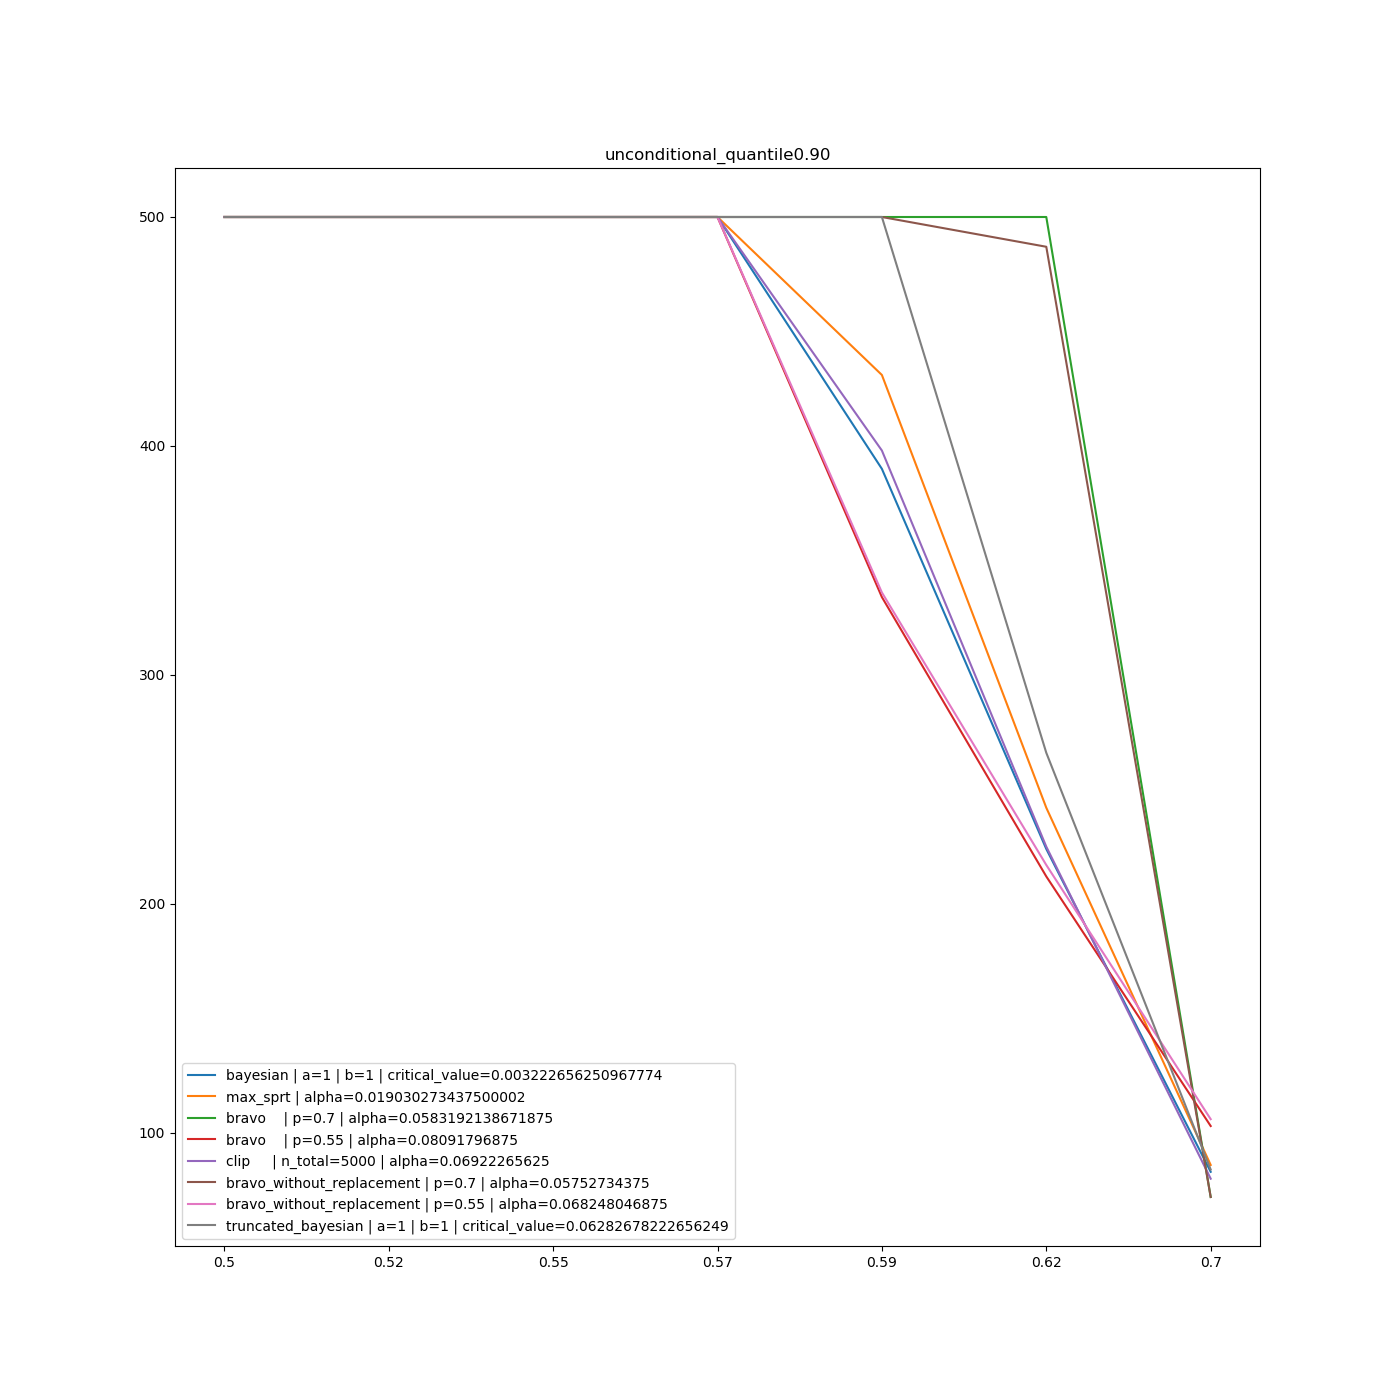 unconditional_quantile0.90
500
400
300
200
100
bayesian | a=1 | b=1 | critical_value=0.003222656250967774
max_sprt | alpha=0.019030273437500002
bravo    | p=0.7 | alpha=0.0583192138671875
bravo    | p=0.55 | alpha=0.08091796875
clip     | n_total=5000 | alpha=0.06922265625
bravo_without_replacement | p=0.7 | alpha=0.05752734375
bravo_without_replacement | p=0.55 | alpha=0.068248046875
truncated_bayesian | a=1 | b=1 | critical_value=0.06282678222656249
0.5 0.52 0.55 0.57 0.59 0.62 0.7